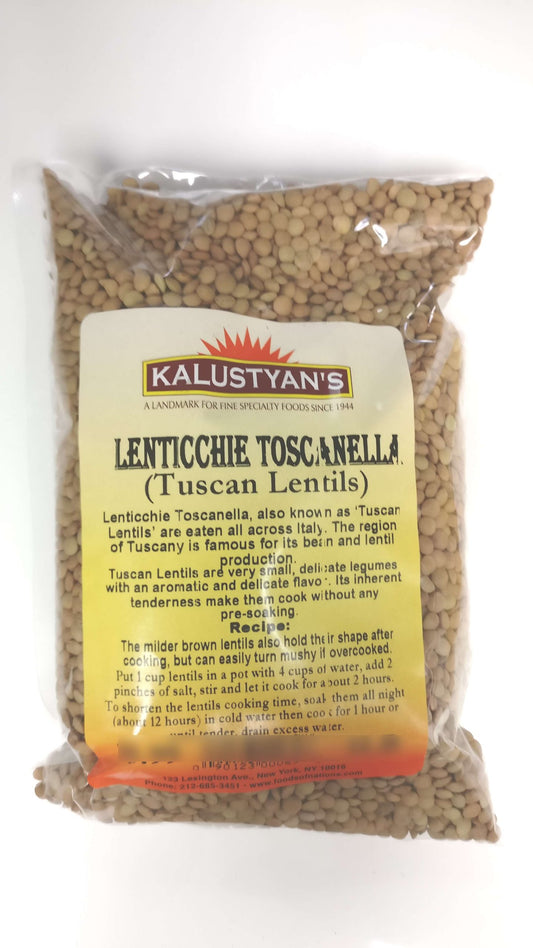 KALUSTYAN'S
A LANDMARK FOR FINE SPECIALTY FOODS SINCE 1944
LENTICCHIE TOSCANELLA
(Tuscan Lentils)
Lenticchie Toscanella, also known as 'Tuscan
Lentils' are eaten all across Italy. The region
of Tuscany is famous for its bean and lentil
production.
Tuscan Lentils are very small, delicate legumes
with an aromatic and delicate flavor. Its inherent
tenderness make them cook without any
pre-soaking.
Recipe:
The milder brown lentils also hold their shape after
cooking, but can easily turn mushy if overcooked.
Put 1 cup lentils in a pot with 4 cups of water, add 2
pinches of salt, stir and let it cook for about 2 hours.
To shorten the lentils cooking time, soak them all night
(about 12 hours) in cold water then cook for 1 hour or
until tender, drain excess water.
123 Lexington Ave., New York, NY 10016
Phone: 212-685-3451 - www.foodsofnations.com